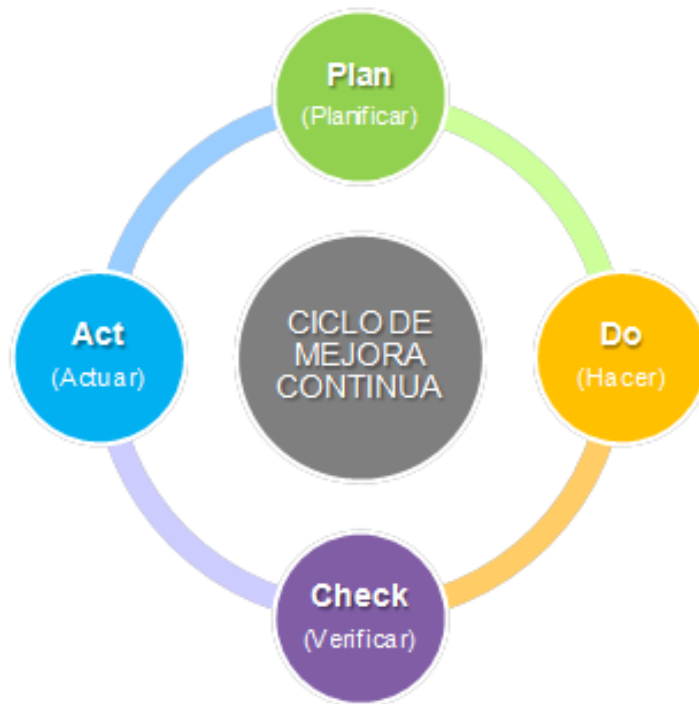 Plan
(Planificar)
Act
(Actuar)
CICLO DE
MEJORA
CONTINUA
Do
(Hacer)
Check
(Verificar)